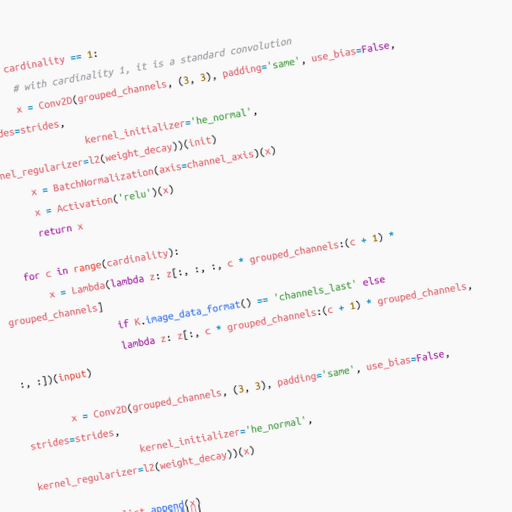 cardinality == 1:
# with cardinality 1, it is a standard convolution
x = Conv2D(grouped_channels, (3, 3), padding='same', use_bias=False,
des=strides,
kernel_initializer='he_normal',
nel_regularizer=l2(weight_decay))(init)
x = BatchNormalization(axis=channel_axis)(x)
x = Activation('relu')(x)
return x
for c in range(cardinality):
x = Lambda(lambda z: z[:, :, :, c * grouped_channels:(c + 1) *
grouped_channels]
if K.image_data_format() == 'channels_last' else
lambda z: z[:, c * grouped_channels:(c + 1) * grouped_channels,
:, :])(input)
x = Conv2D(grouped_channels, (3, 3), padding='same', use_bias=False,
strides=strides,
kernel_initializer='he_normal',
kernel_regularizer=l2(weight_decay))(x)
list.append(x)